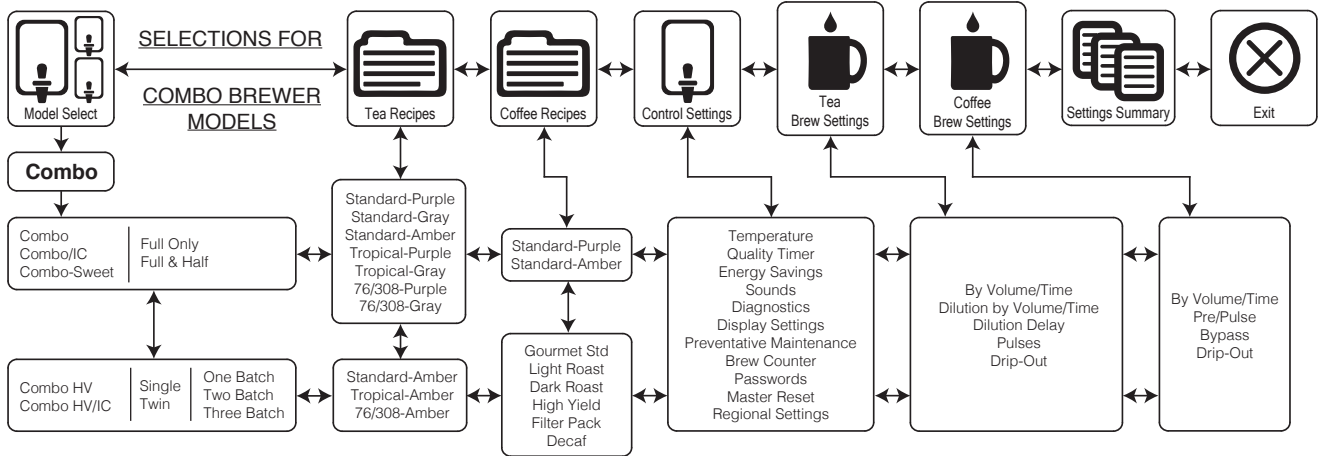 SELECTIONS FOR
COMBO BREWER
MODELS
Model Select
Tea Recipes
Coffee Recipes
Control Settings
Tea
Brew Settings
Coffee
Brew Settings
Settings Summary
Exit
Combo
Combo
Combo/IC
Combo-Sweet
Full Only
Full & Half
Standard-Purple
Standard-Gray
Standard-Amber
Tropical-Purple
Tropical-Gray
76/308-Purple
76/308-Gray
Standard-Purple
Standard-Amber
Temperature
Quality Timer
Energy Savings
Sounds
Diagnostics
Display Settings
Preventative Maintenance
Brew Counter
Passwords
Master Reset
Regional Settings
By Volume/Time
Dilution by Volume/Time
Dilution Delay
Pulses
Drip-Out
By Volume/Time
Pre/Pulse
Bypass
Drip-Out
Combo HV
Combo HV/IC
Single
Twin
One Batch
Two Batch
Three Batch
Standard-Amber
Tropical-Amber
76/308-Amber
Gourmet Std
Light Roast
Dark Roast
High Yield
Filter Pack
Decaf